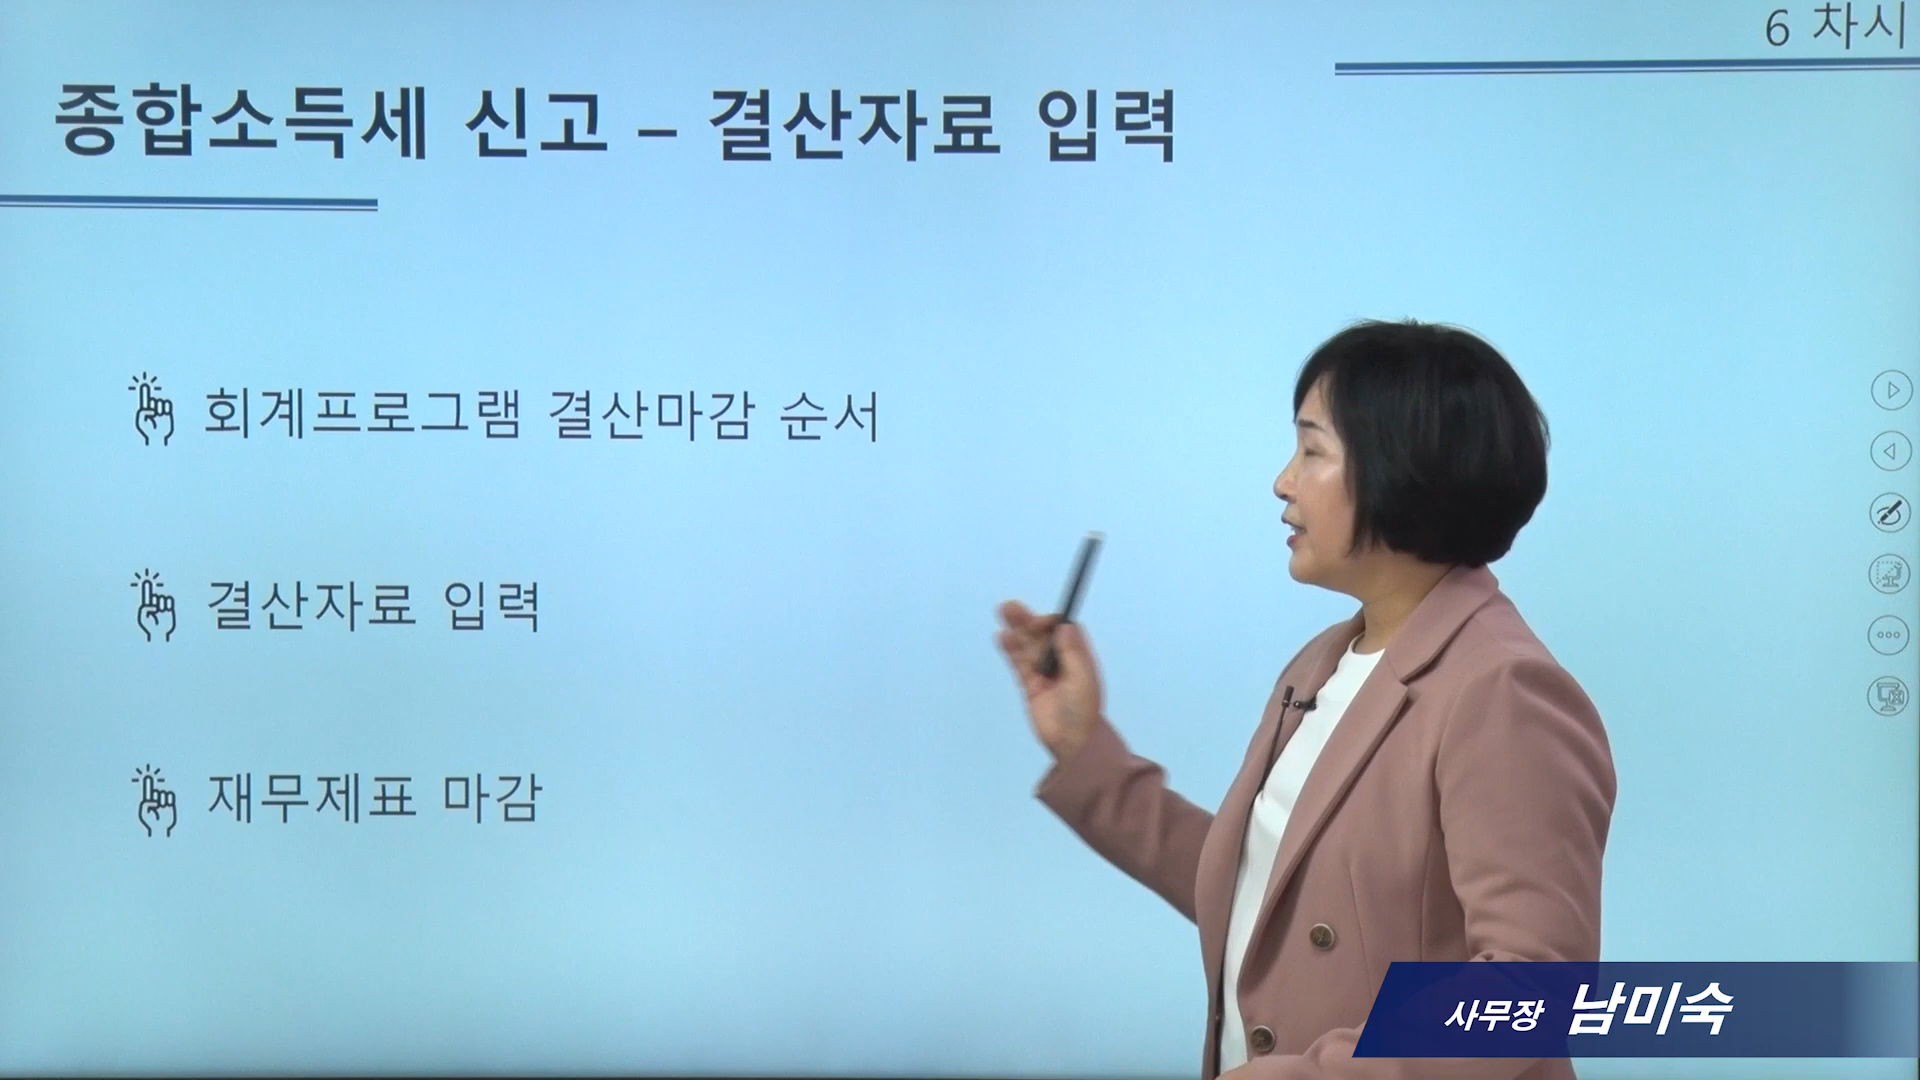 6 차시
종합소득세 신고 – 결산자료 입력
회계프로그램 결산마감 순서
결산자료 입력
재무제표 마감
사무장 남미숙